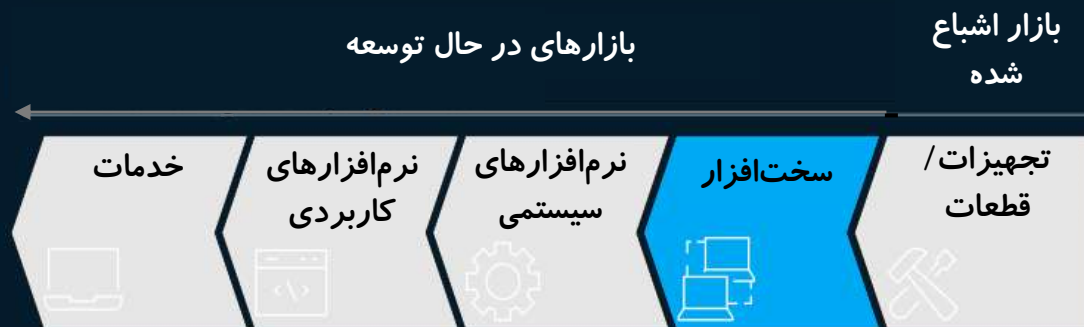 بازار اشباع
شده
بازارهای در حال توسعه
تجهیزات/
قطعات
سخت‌افزار
نرم‌افزارهای
سیستمی
نرم‌افزارهای
کاربردی
خدمات